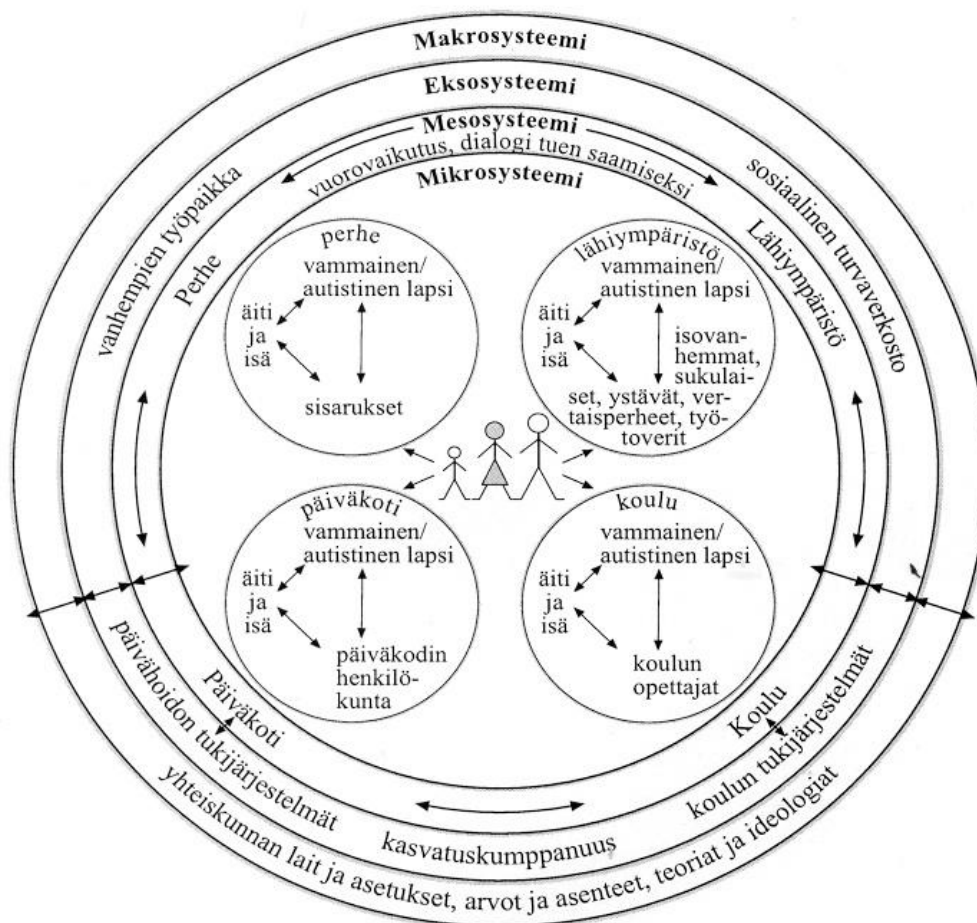 Makrosysteemi
Eksosysteemi
Mesosysteemi
vuorovaikutus, dialogi tuen saamiseksi
Mikrosysteemi
vanhempien työpaikka
sosiaalinen turvaverkosto
Perhe
Lähiympäristö
perhe
vammainen/
autistinen lapsi
äiti
ja
isä
sisarukset
lähiympäristö
vammainen/
autistinen lapsi
äiti
ja
isä
isovan-
hemmat,
sukulai-
set, ystävät, ver-
taisperheet, työ-
toverit
päiväkoti
vammainen/
autistinen lapsi
äiti
ja
isä
päiväkodin
henkilö-
kunta
koulu
vammainen/
autistinen lapsi
äiti
ja
isä
koulun
opettajat
Päiväkoti
Koulu
päivähoidon tukijärjestelmät
kasvatuskumppanuus
koulun tukijärjestelmät
yhteiskunnan lait ja asetukset, arvot ja asenteet, teoriat ja ideologiat